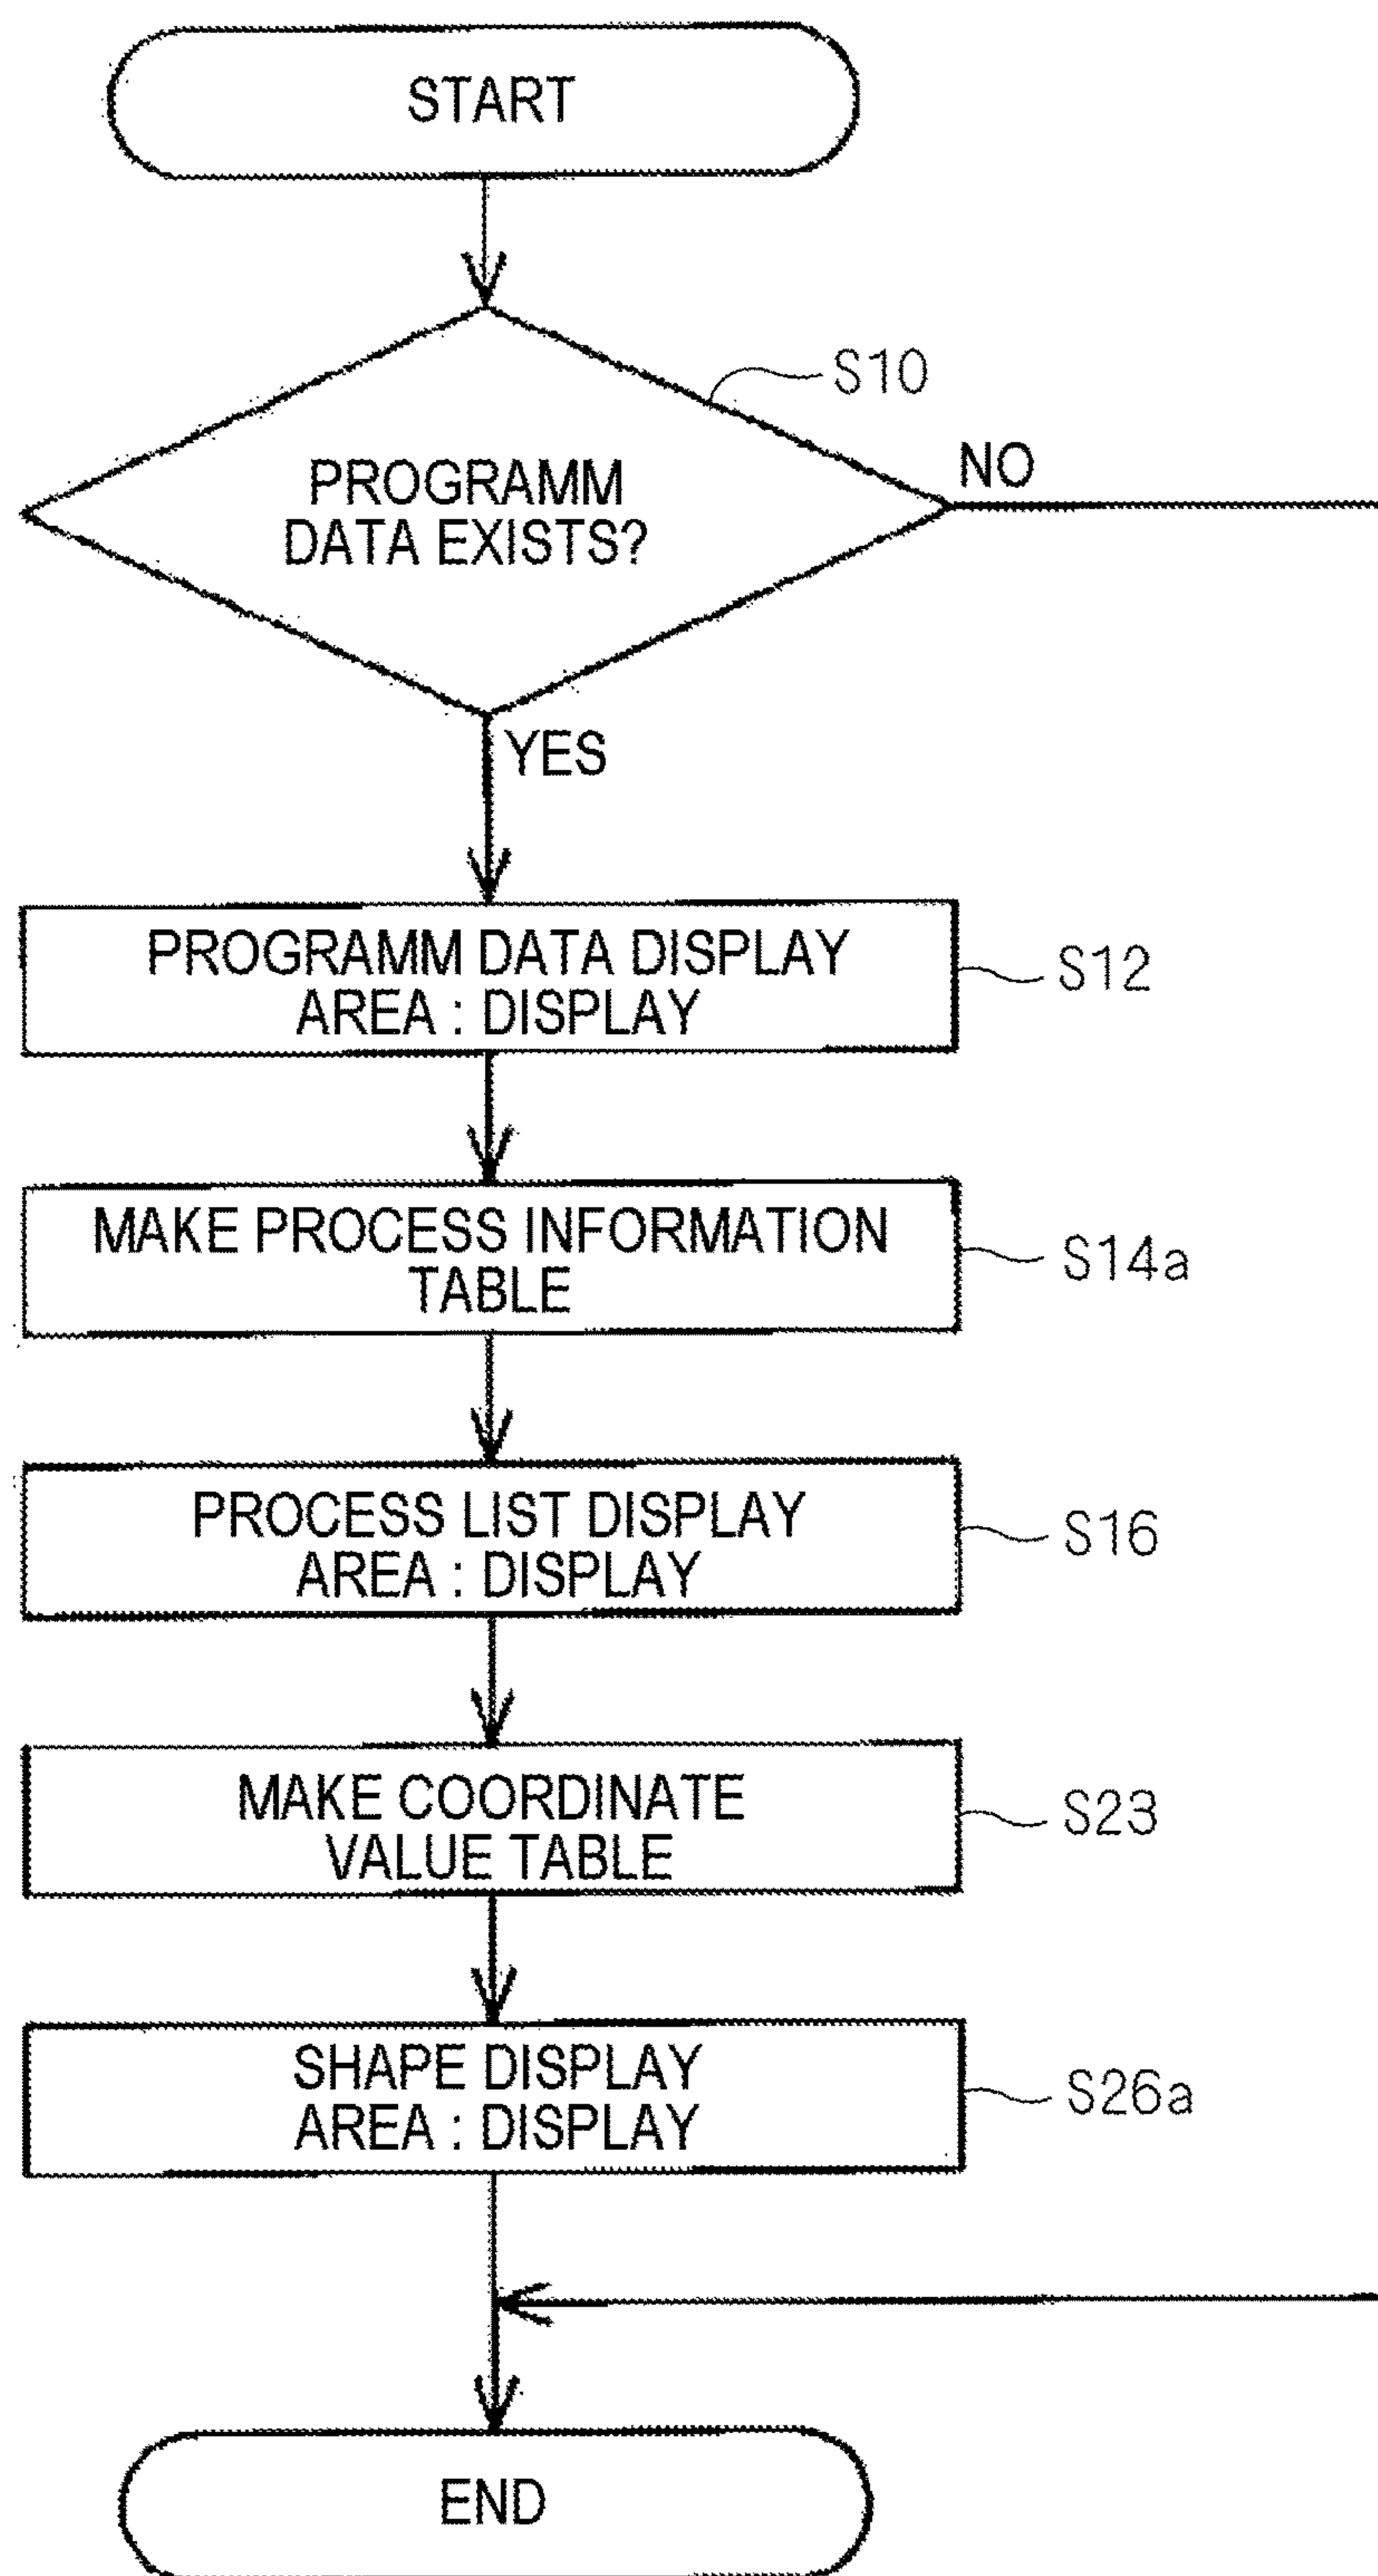 START
S10
PROGRAMM
DATA EXISTS?
NO
YES
PROGRAMM DATA DISPLAY
AREA : DISPLAY
S12
MAKE PROCESS INFORMATION
TABLE
S14a
PROCESS LIST DISPLAY
AREA : DISPLAY
S16
MAKE COORDINATE
VALUE TABLE
S23
SHAPE DISPLAY
AREA : DISPLAY
S26a
END